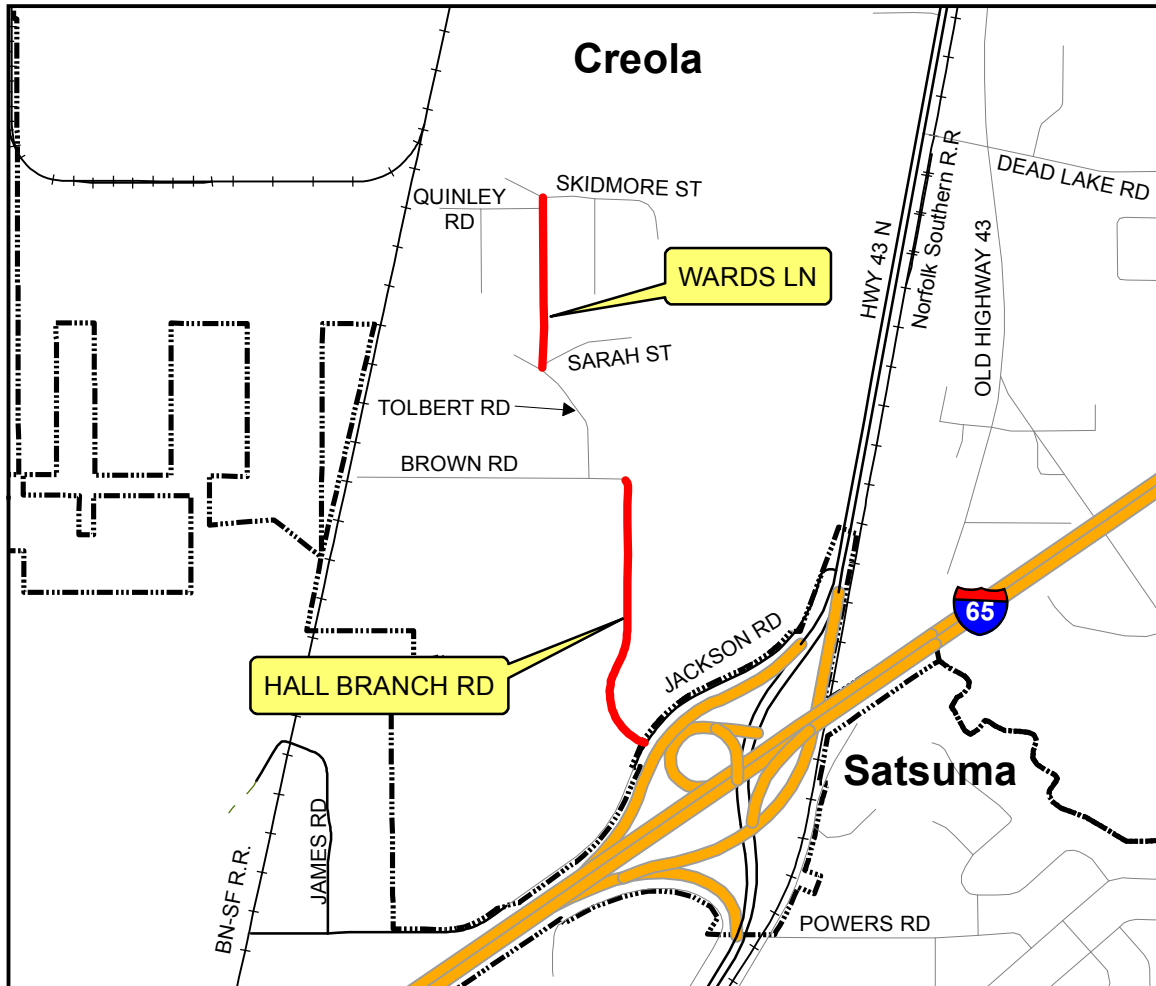 Creola
DEAD LAKE RD
SKIDMORE ST
QUINLEY
RD
HWY 43 N
Norfolk Southern R.R
OLD HIGHWAY 43
WARDS LN
SARAH ST
TOLBERT RD
BROWN RD
65
JACKSON RD
HALL BRANCH RD
Satsuma
JAMES RD
BN-SF R.R.
POWERS RD